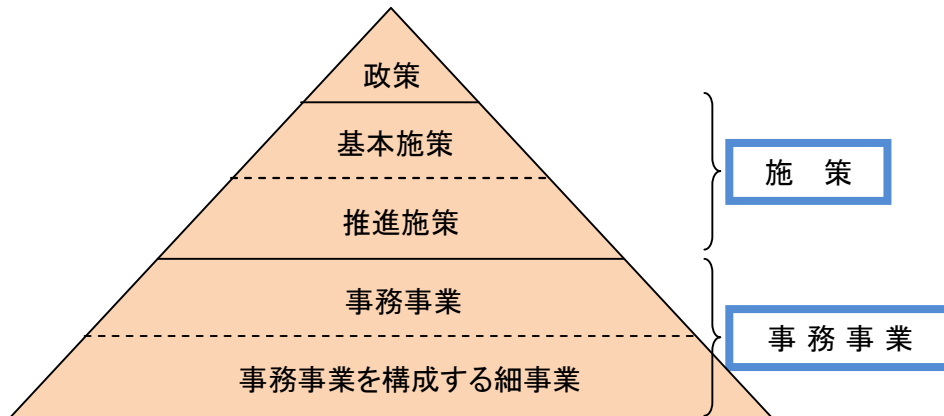 政策
基本施策
推進施策
施　策
事務事業
事 務 事 業
事務事業を構成する細事業